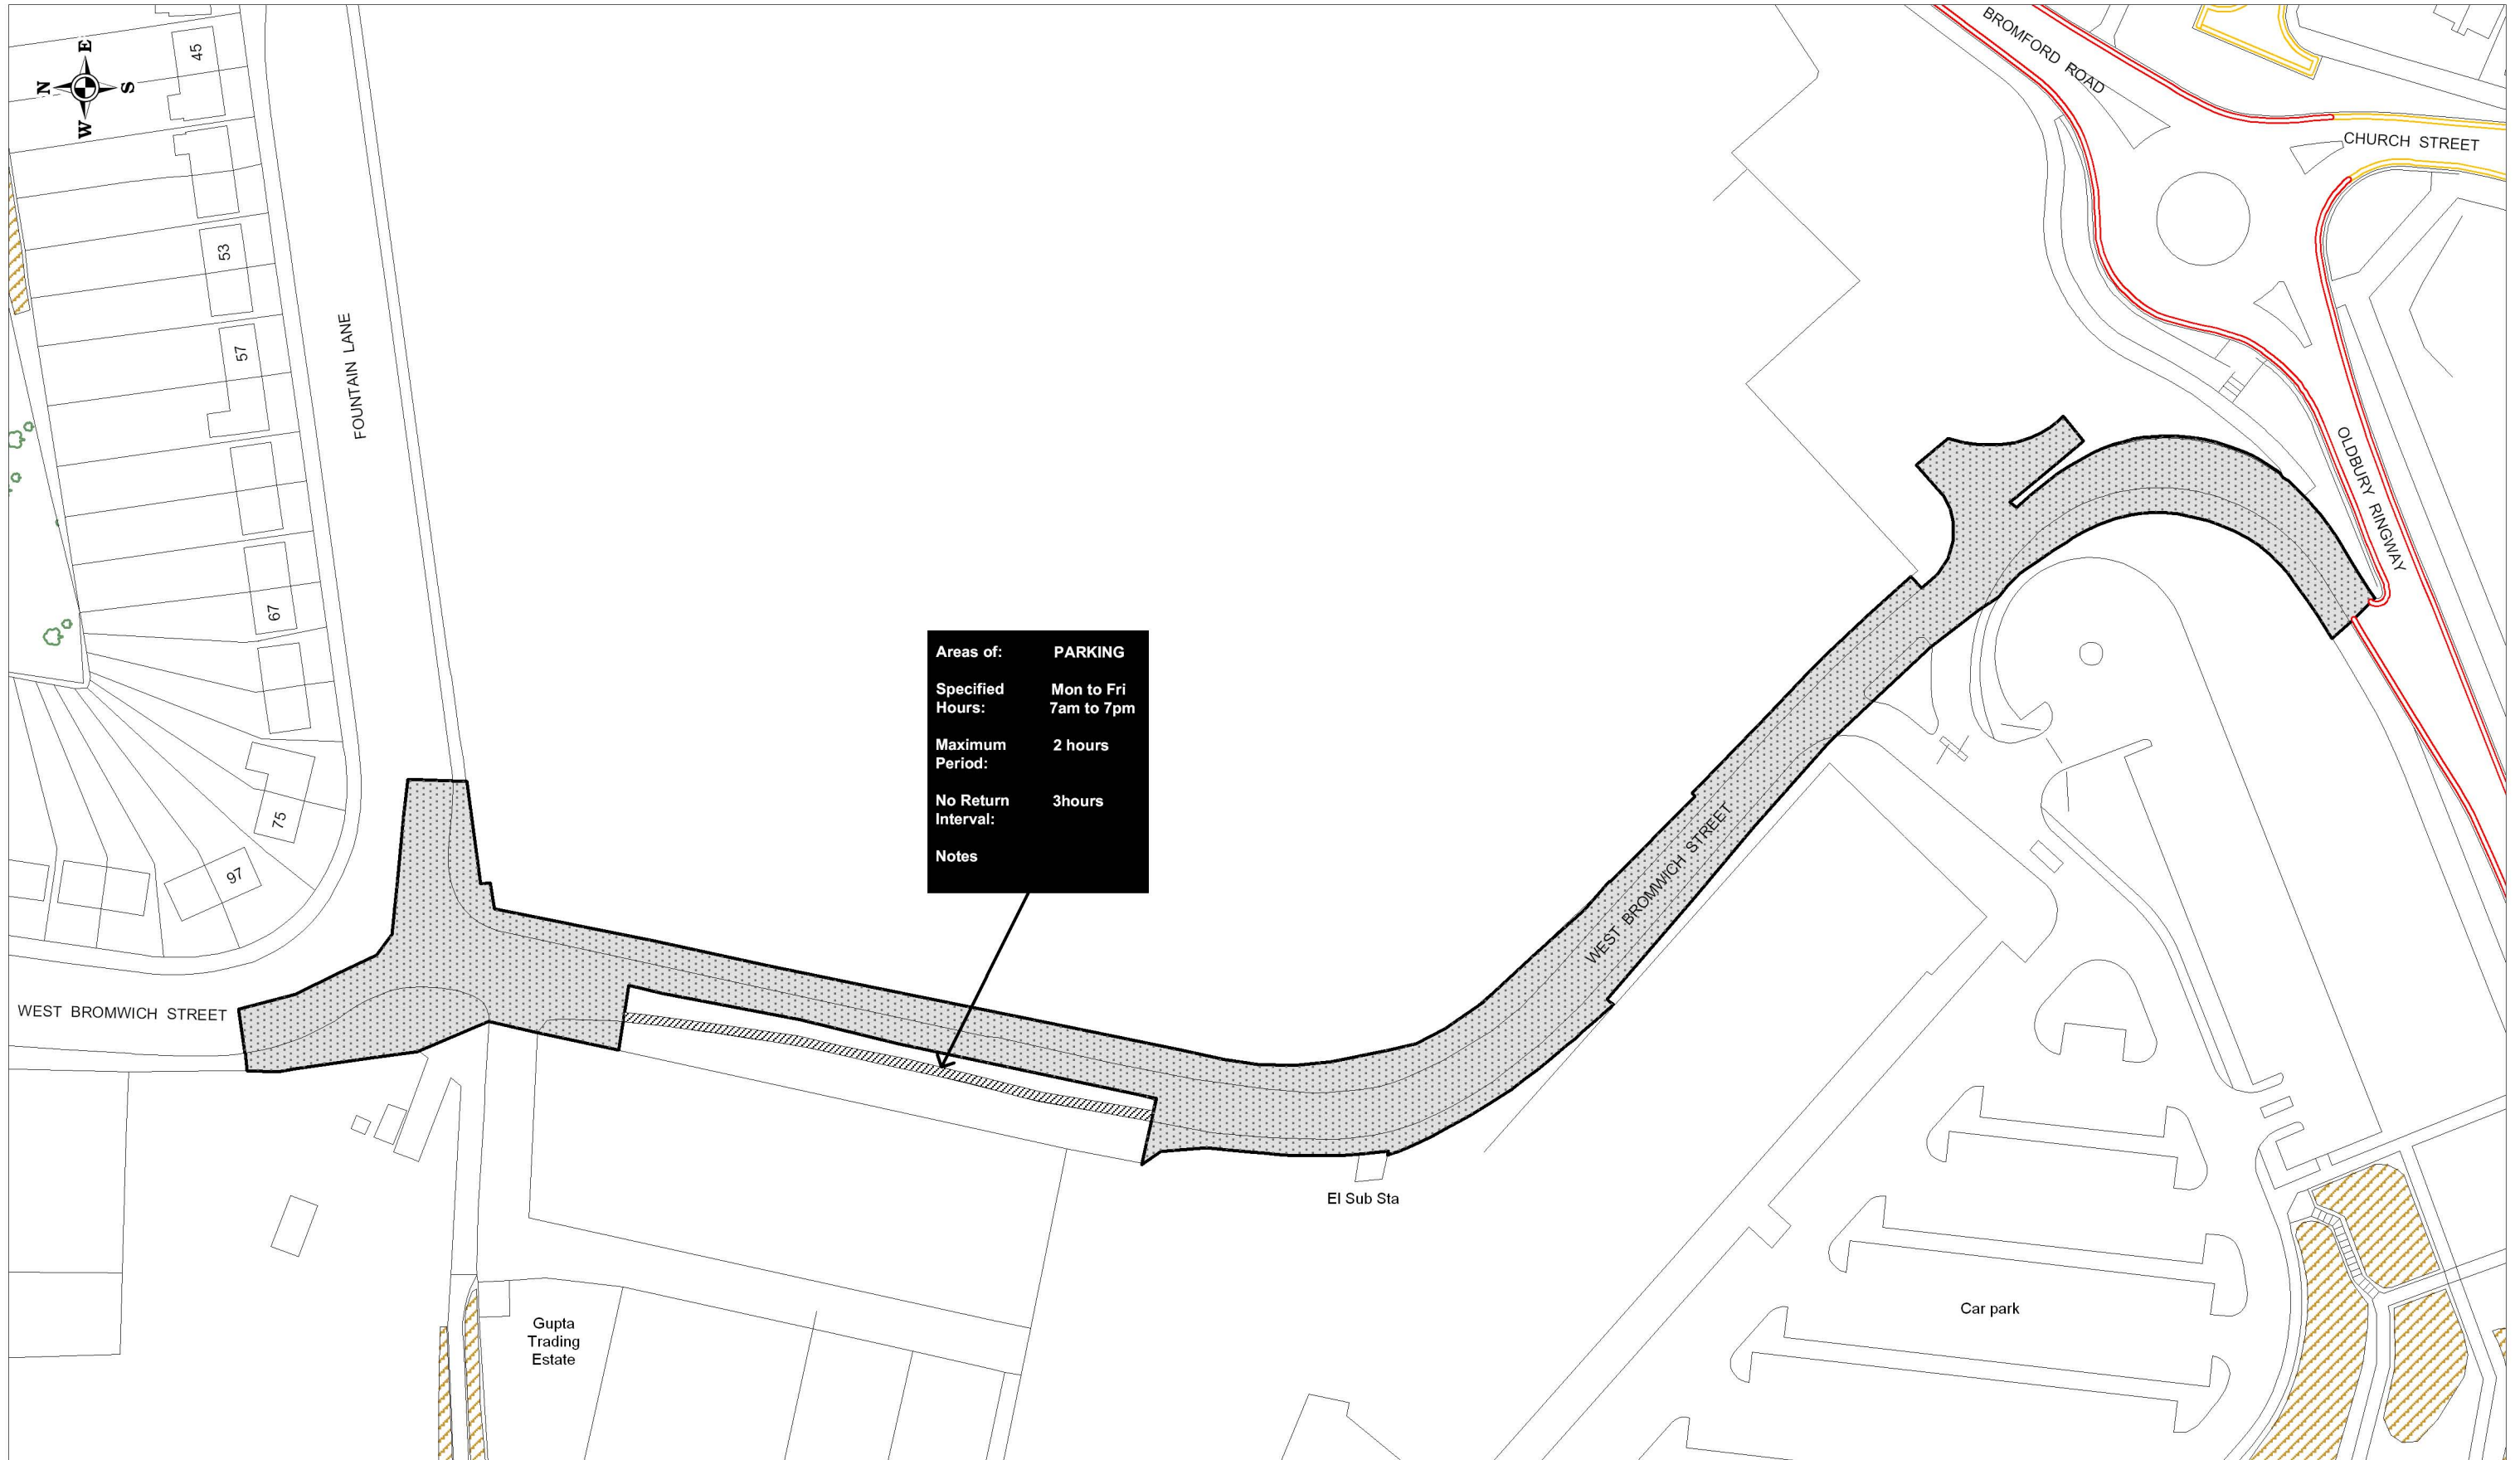 E
N
S
W
45
53
57
67
75
97
FOUNTAIN LANE
BROMFORD ROAD
CHURCH STREET
OLDBURY RINGWAY
Areas of: PARKING
Specified Mon to Fri
Hours: 7am to 7pm
Maximum 2 hours
Period:
No Return 3hours
Interval:
Notes
WEST BROMWICH STREET
WEST BROMWICH STREET
El Sub Sta
Gupta
Trading
Estate
Car park